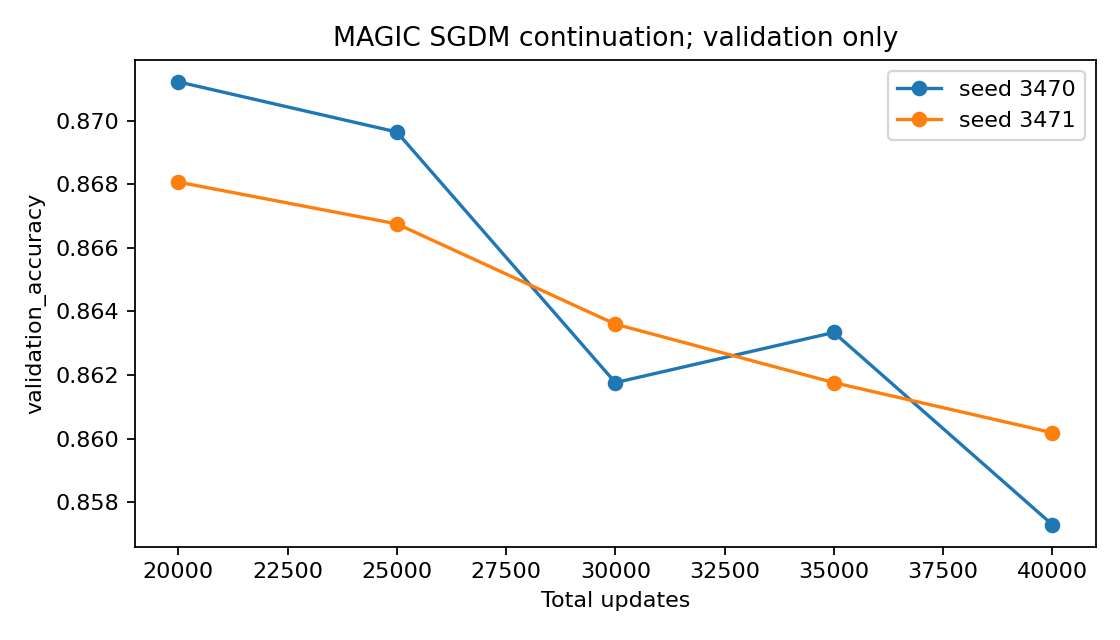 MAGIC SGDM continuation; validation only
seed 3470
seed 3471
validation_accuracy
0.870
0.868
0.866
0.864
0.862
0.860
0.858
20000 22500 25000 27500 30000 32500 35000 37500 40000
Total updates